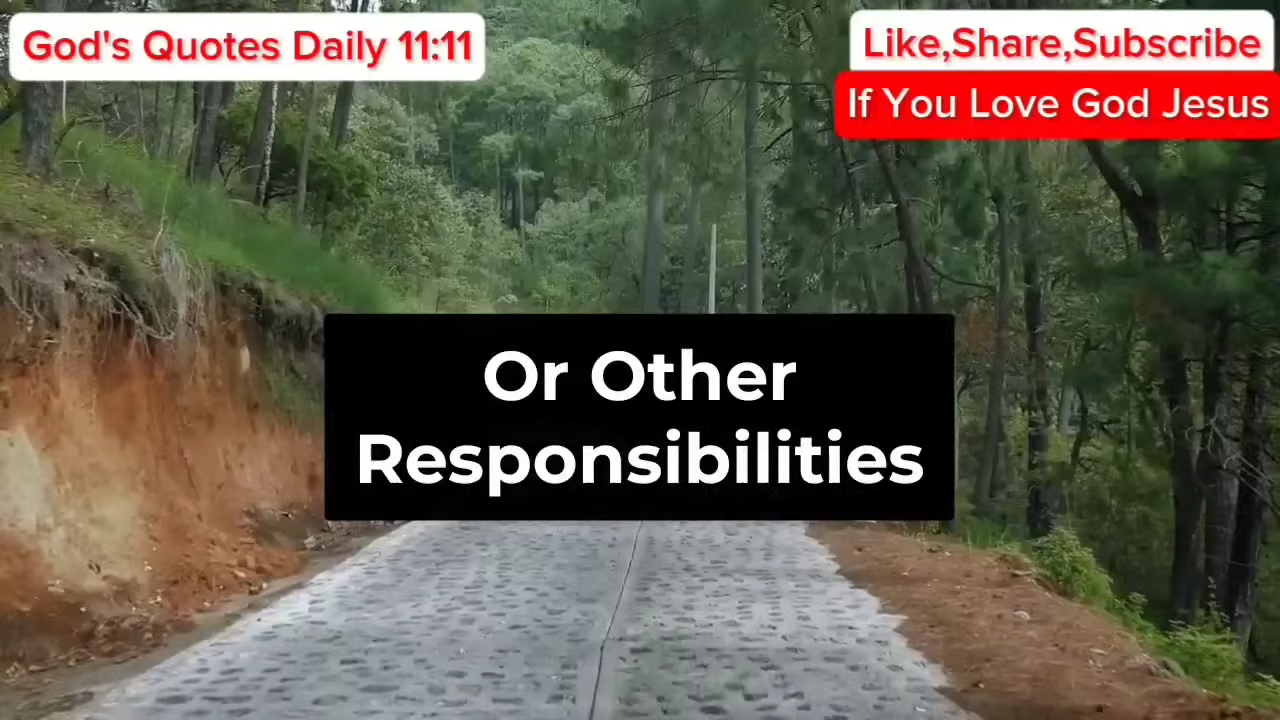 God's Quotes Daily 11:11
Like,Share,Subscribe
If You Love God Jesus
Or Other
Responsibilities